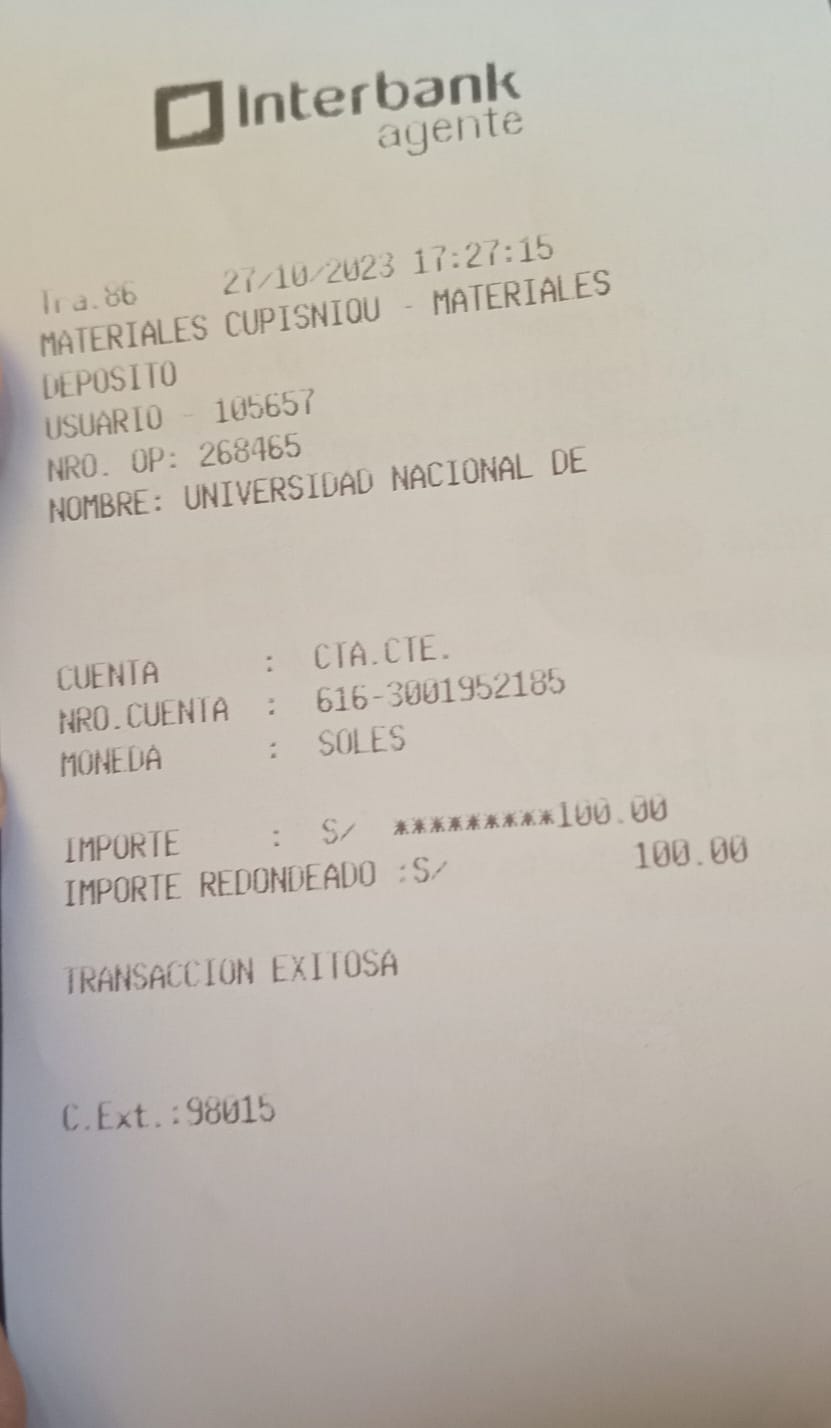 Interbank
agente
Tra.86 27/10/2023 17:27:15
MATERIALES CUPISNIQU - MATERIALES
DEPOSITO
USUARIO - 105657
NRO. OP: 268465
NOMBRE: UNIVERSIDAD NACIONAL DE
CUENTA : CTA.CTE.
NRO.CUENTA : 616-3001952185
MONEDA : SOLES
IMPORTE : S/ *********100.00
IMPORTE REDONDEADO :S/ 100.00
TRANSACCION EXITOSA
C.Ext.:98015